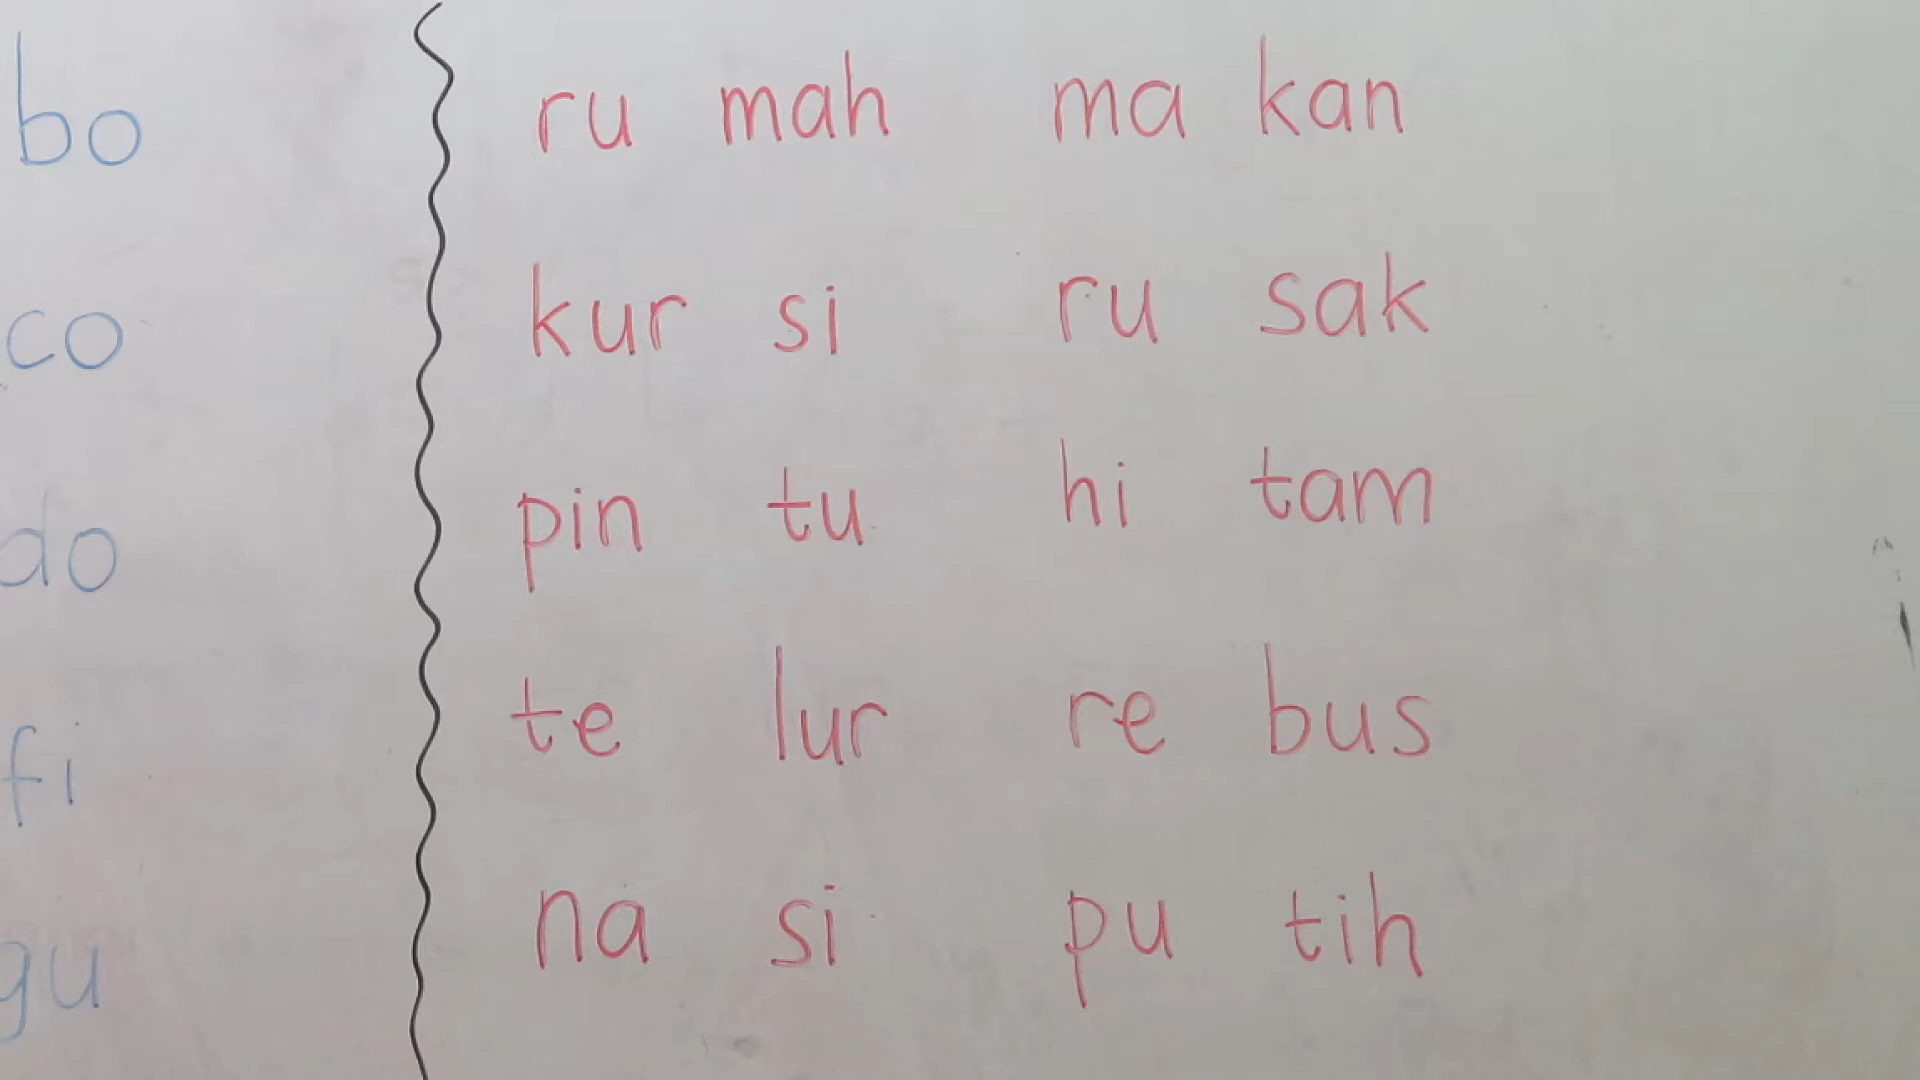 bo ru mah ma kan
co kur si ru sak
do pin tu hi tam
fi te lur re bus
gu na si pu tih